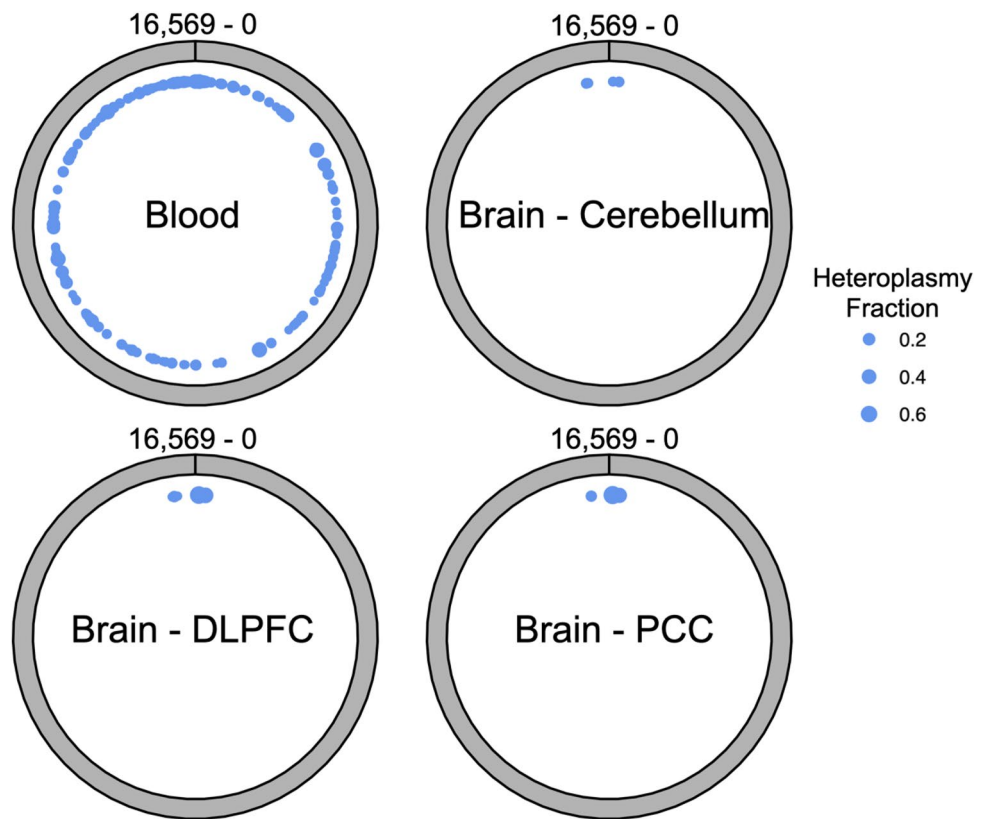 16,569 - 0
16,569 - 0
Blood
Brain - Cerebellum
Heteroplasmy
Fraction
0.2
0.4
0.6
16,569 - 0
16,569 - 0
Brain - DLPFC
Brain - PCC